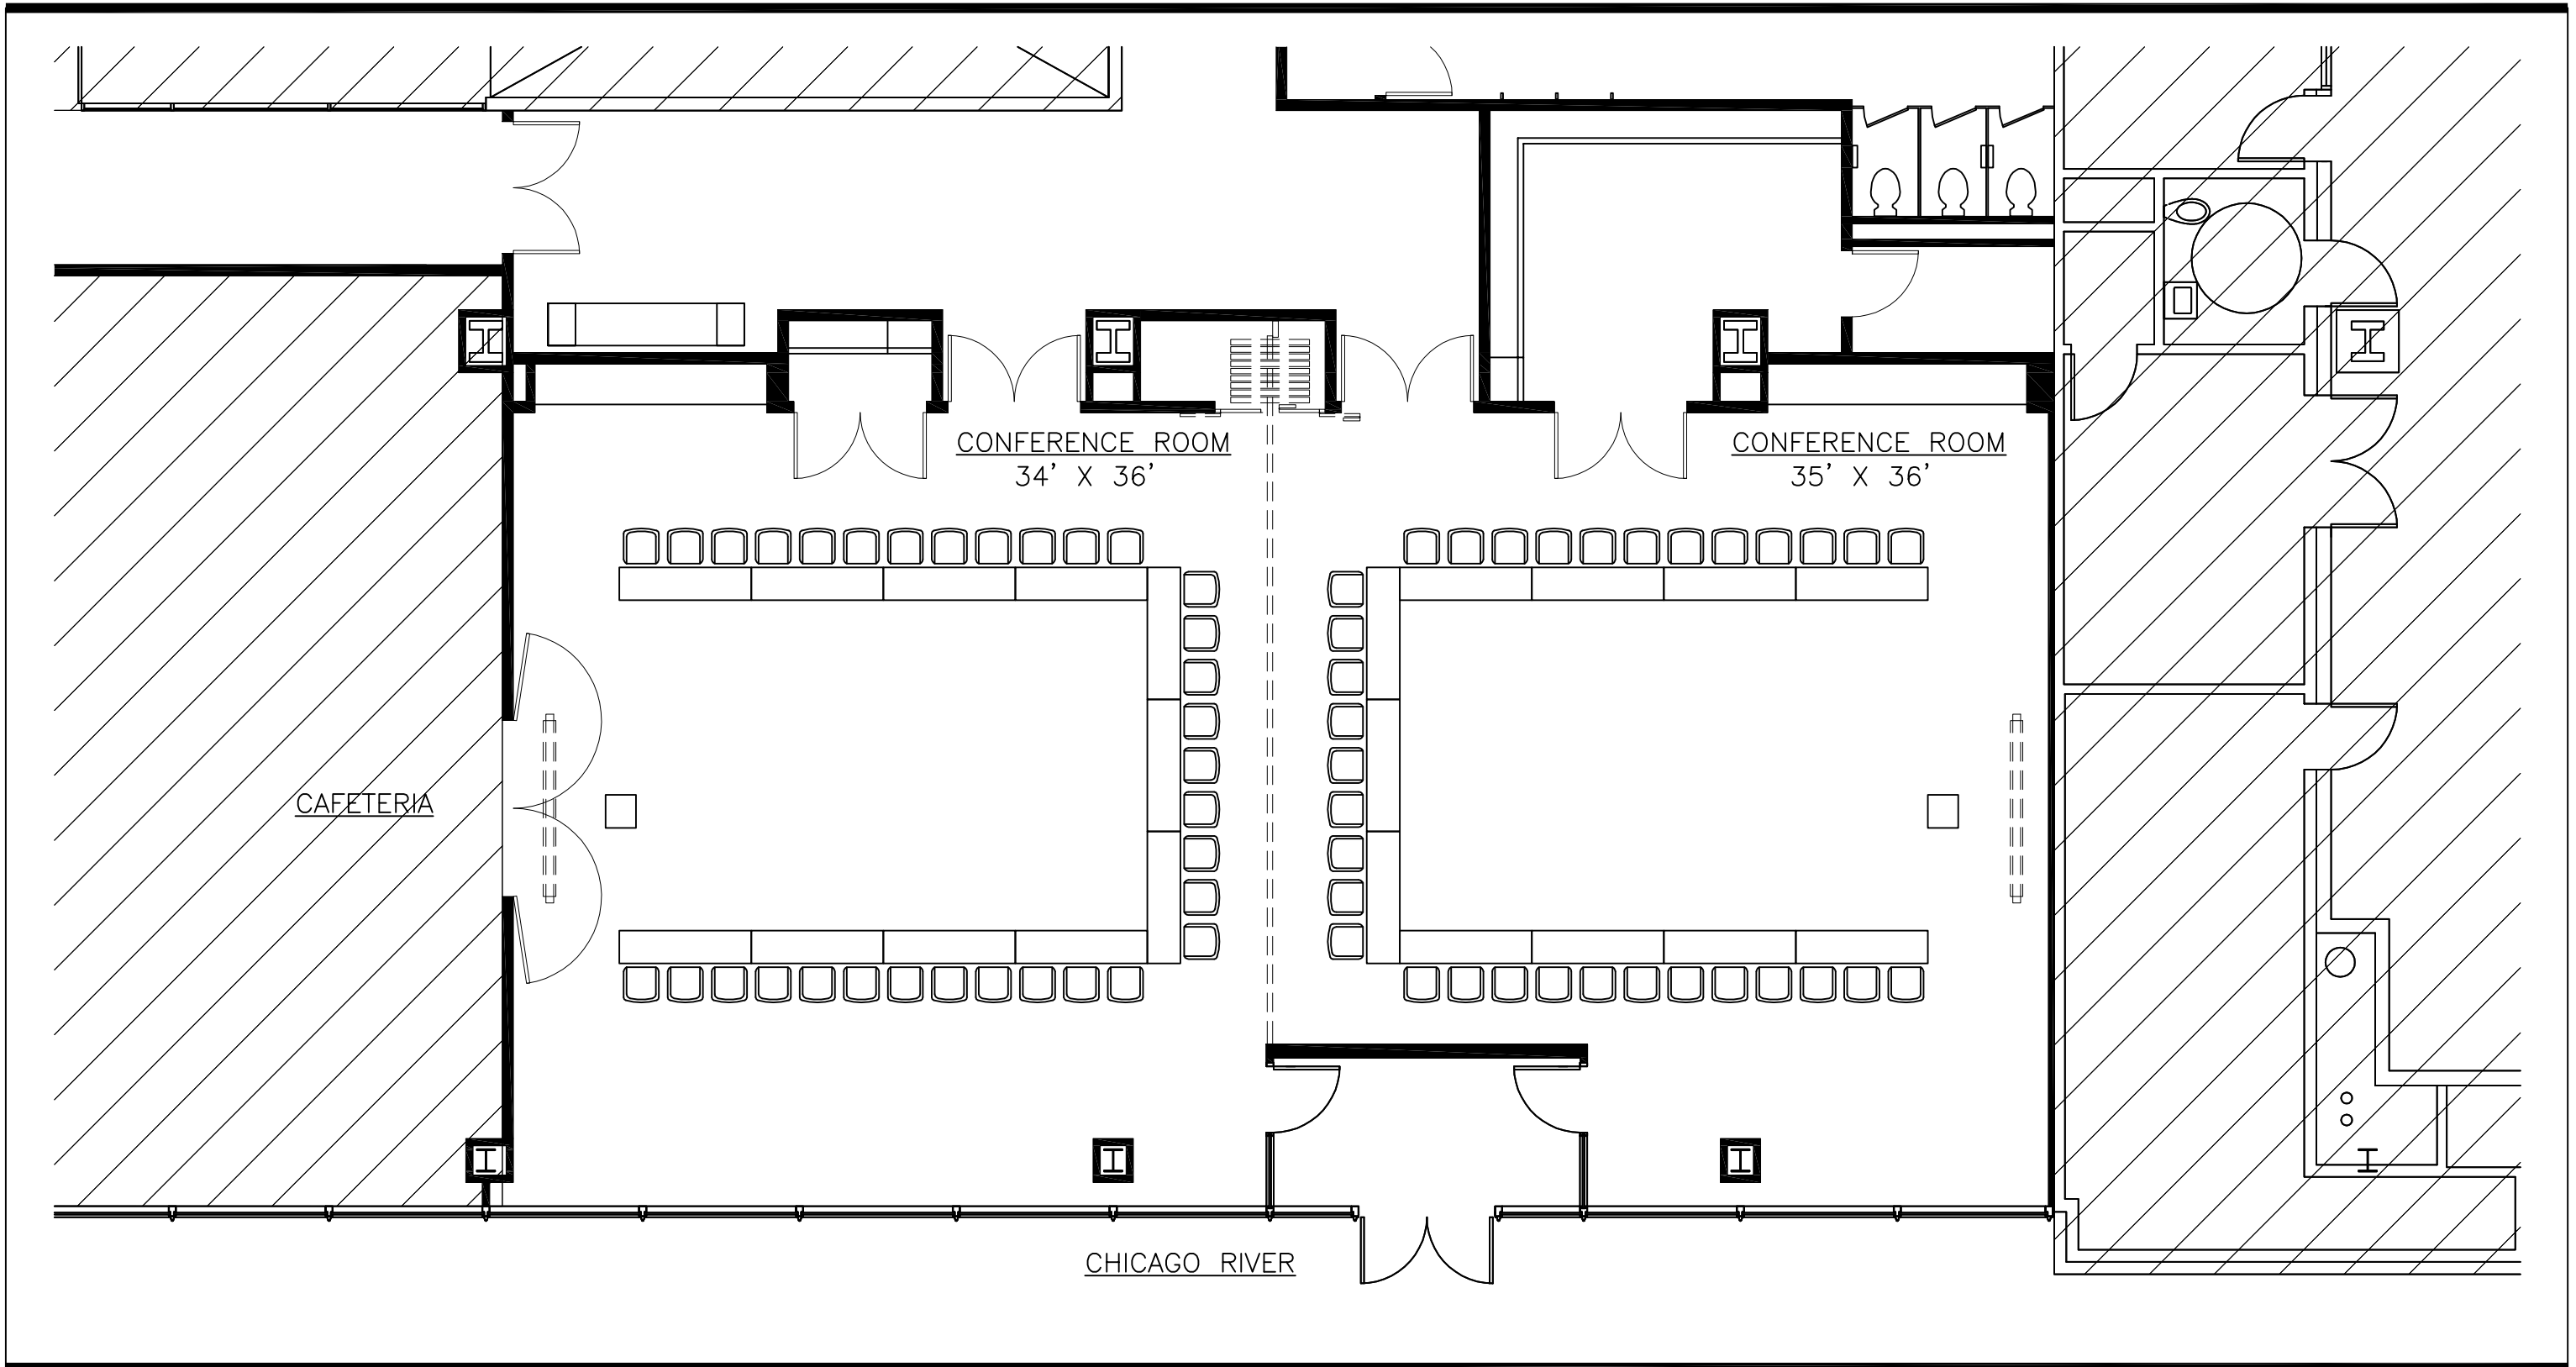 CONFERENCE ROOM
34' X 36'
CONFERENCE ROOM
35' X 36'
CAFETERIA
CHICAGO RIVER